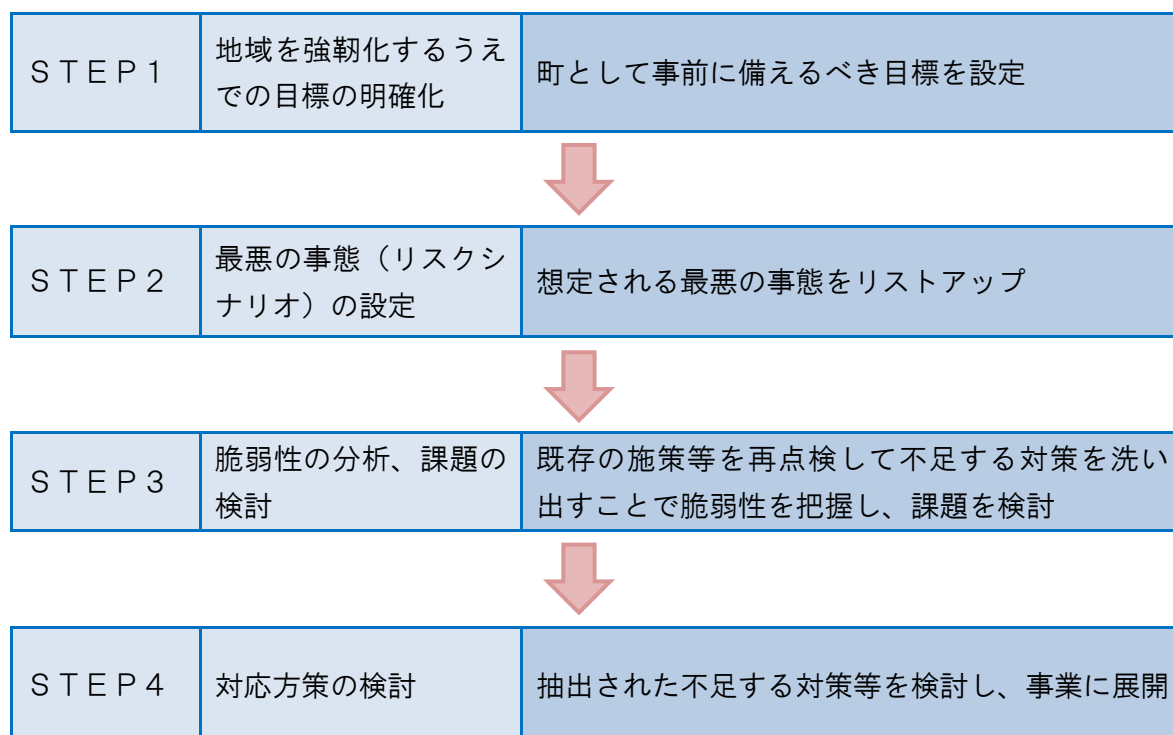 ＳＴＥＰ１
地域を強靭化するうえ
での目標の明確化
町として事前に備えるべき目標を設定
ＳＴＥＰ２
最悪の事態（リスクシ
ナリオ）の設定
想定される最悪の事態をリストアップ
ＳＴＥＰ３
脆弱性の分析、課題の
検討
既存の施策等を再点検して不足する対策を洗い
出すことで脆弱性を把握し、課題を検討
ＳＴＥＰ４
対応方策の検討
抽出された不足する対策等を検討し、事業に展開